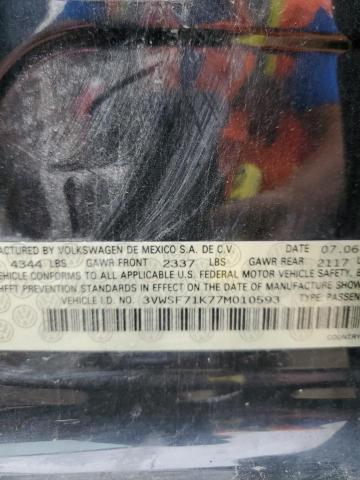 ACTURED BY VOLKSWAGEN DE MEXICO S.A. DE C.V. DATE 07.06
4344 LBS GAWR FRONT 2337 LBS GAWR REAR 2117
VEHICLE CONFORMS TO ALL APPLICABLE U.S. FEDERAL MOTOR VEHICLE SAFETY,
THEFT PREVENTION STANDARDS IN EFFECT ON THE DATE OF MANUFACTURE SHOW
VEHICLE I.D. NO. 3VWSF71K77M010593 TYPE PASSEN
COUNTRY